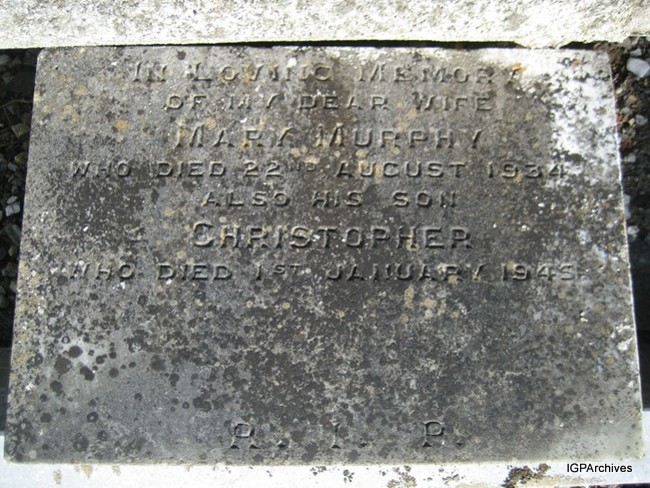 IN LOVING MEMORY
OF MY DEAR WIFE
MARY MURPHY
WHO DIED 22ND AUGUST 1934
ALSO HIS SON
CHRISTOPHER
WHO DIED 1ST JANUARY 1945
R. I. P.
IGPArchives